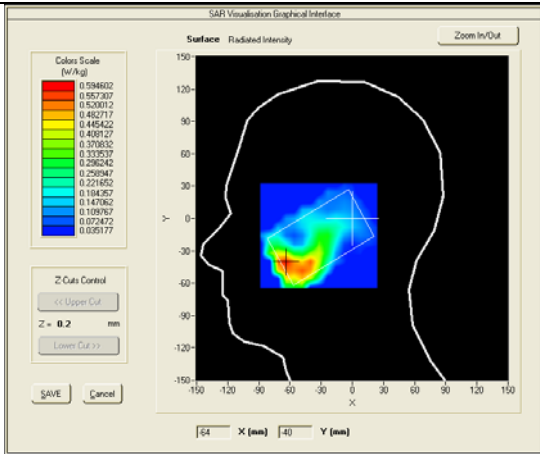 SAR Visualisation Graphical Interface
Surface Radiated Intensity
Zoom In/Out
Colors Scale
(W/kg)
0.594602
0.557307
0.520012
0.482717
0.445422
0.408127
0.370832
0.333537
0.296242
0.258947
0.221652
0.184357
0.147062
0.109767
0.072472
0.035177
Z Cuts Control
<< Upper Cut
Z = 0.2 mm
Lower Cut >>
SAVE Cancel
150
120
90
60
30
0
-30
-60
-90
-120
-150
Y
-150 -120 -90 -60 -30 0 30 60 90 120 150
X
-64 X (mm) -40 Y (mm)